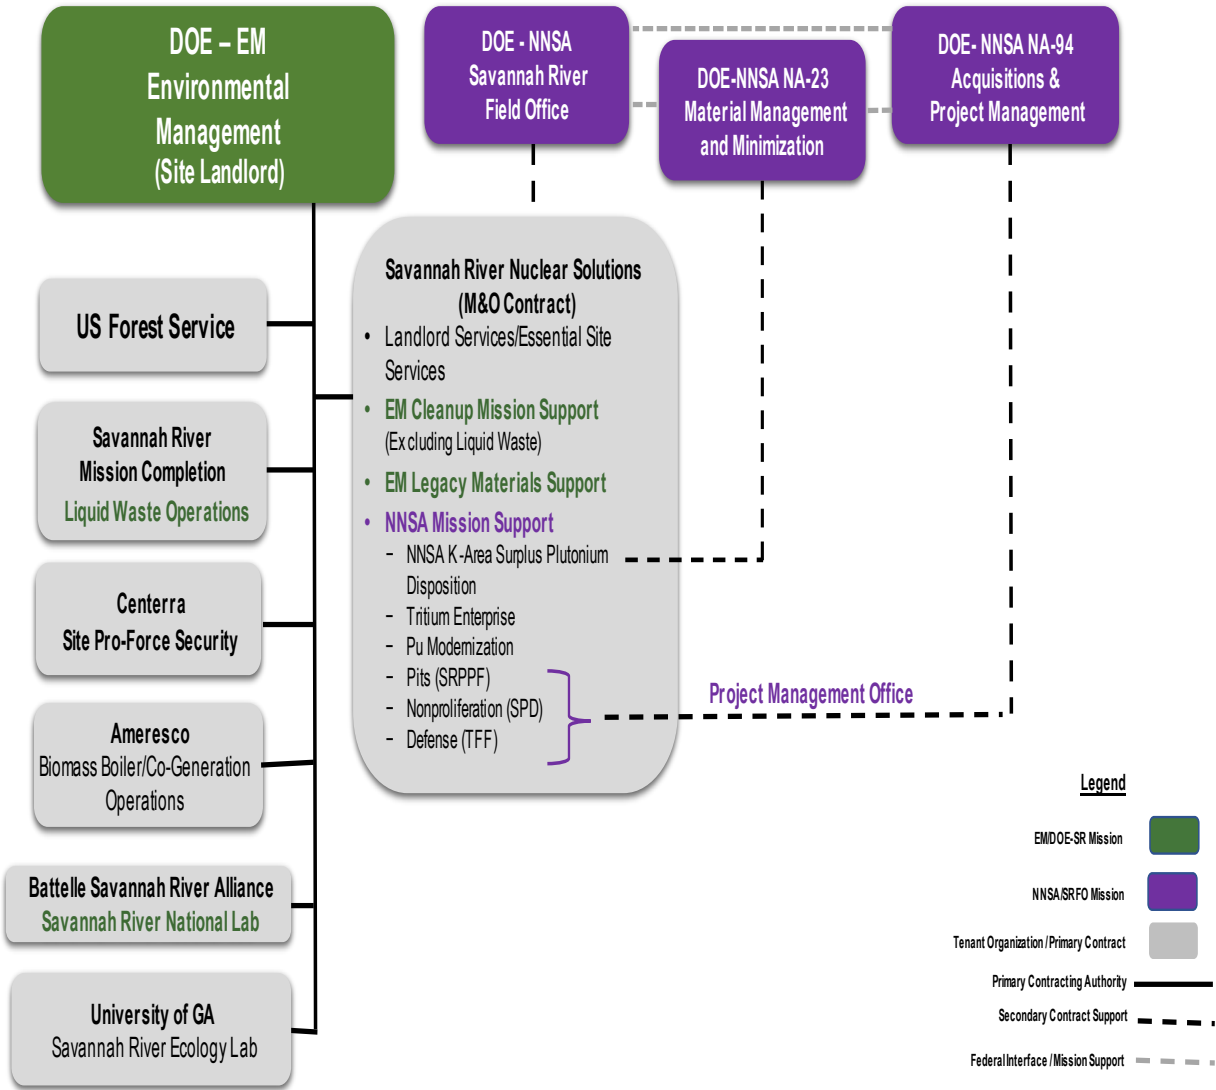 DOE – EM
Environmental
Management
(Site Landlord)
DOE - NNSA
Savannah River
Field Office
DOE-NNSA NA-23
Material Management
and Minimization
DOE- NNSA NA-94
Acquisitions &
Project Management
US Forest Service
Savannah River
Mission Completion
Liquid Waste Operations
Centerra
Site Pro-Force Security
Ameresco
Biomass Boiler/Co-Generation
Operations
Battelle Savannah River Alliance
Savannah River National Lab
University of GA
Savannah River Ecology Lab
Savannah River Nuclear Solutions
(M&O Contract)
• Landlord Services/Essential Site
Services
• EM Cleanup Mission Support
(Excluding Liquid Waste)
• EM Legacy Materials Support
• NNSA Mission Support
– NNSA K-Area Surplus Plutonium
Disposition
– Tritium Enterprise
– Pu Modernization
– Pits (SRPPF)
– Nonproliferation (SPD)
– Defense (TFF)
Project Management Office
Legend
EM/DOE-SR Mission
NNSA/SRFO Mission
Tenant Organization / Primary Contract
Primary Contracting Authority
Secondary Contract Support
Federal Interface / Mission Support